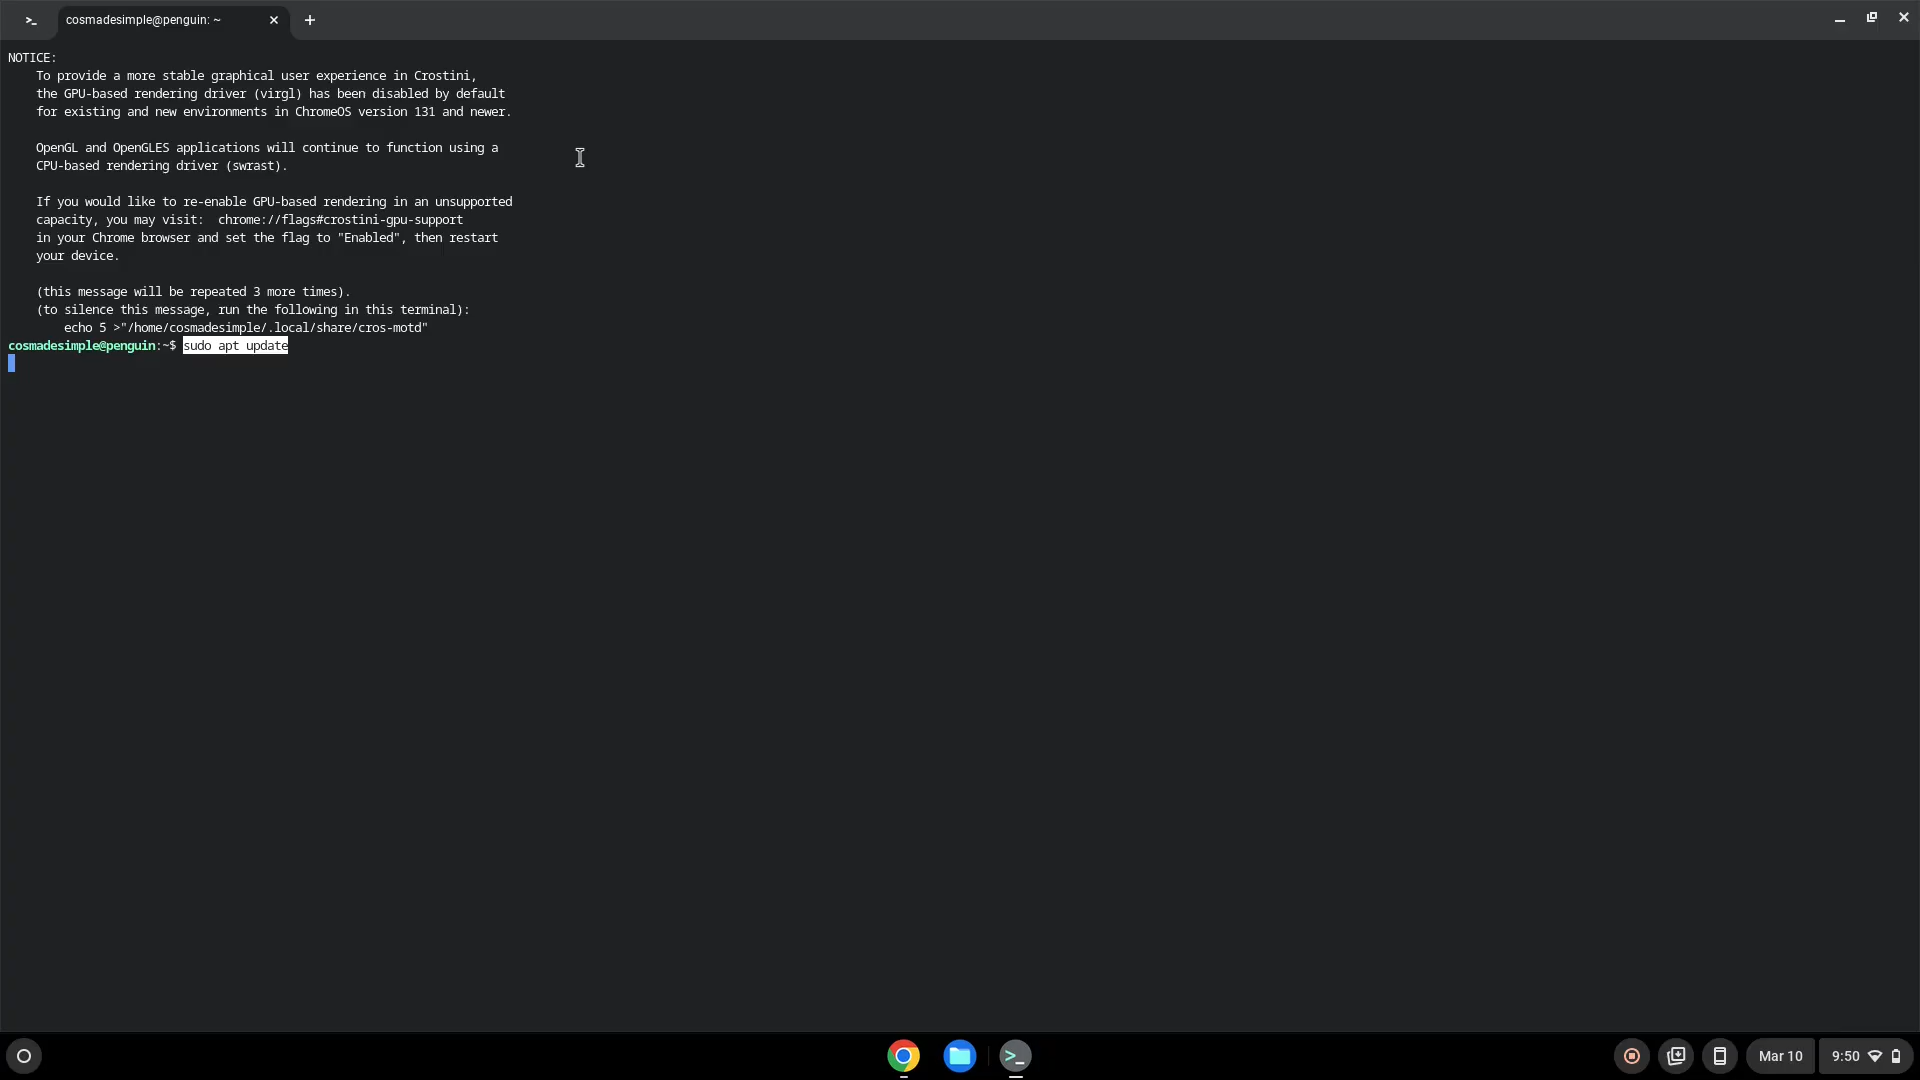 cosmadesimple@penguin: ~
NOTICE:
To provide a more stable graphical user experience in Crostini,
the GPU-based rendering driver (virgl) has been disabled by default
for existing and new environments in ChromeOS version 131 and newer.
OpenGL and OpenGLES applications will continue to function using a
CPU-based rendering driver (swrast).
If you would like to re-enable GPU-based rendering in an unsupported
capacity, you may visit:  chrome://flags#crostini-gpu-support
in your Chrome browser and set the flag to "Enabled", then restart
your device.
(this message will be repeated 3 more times).
(to silence this message, run the following in this terminal):
echo 5 >"/home/cosmadesimple/.local/share/cros-motd"
cosmadesimple@penguin:~$ sudo apt update
Mar 10 9:50